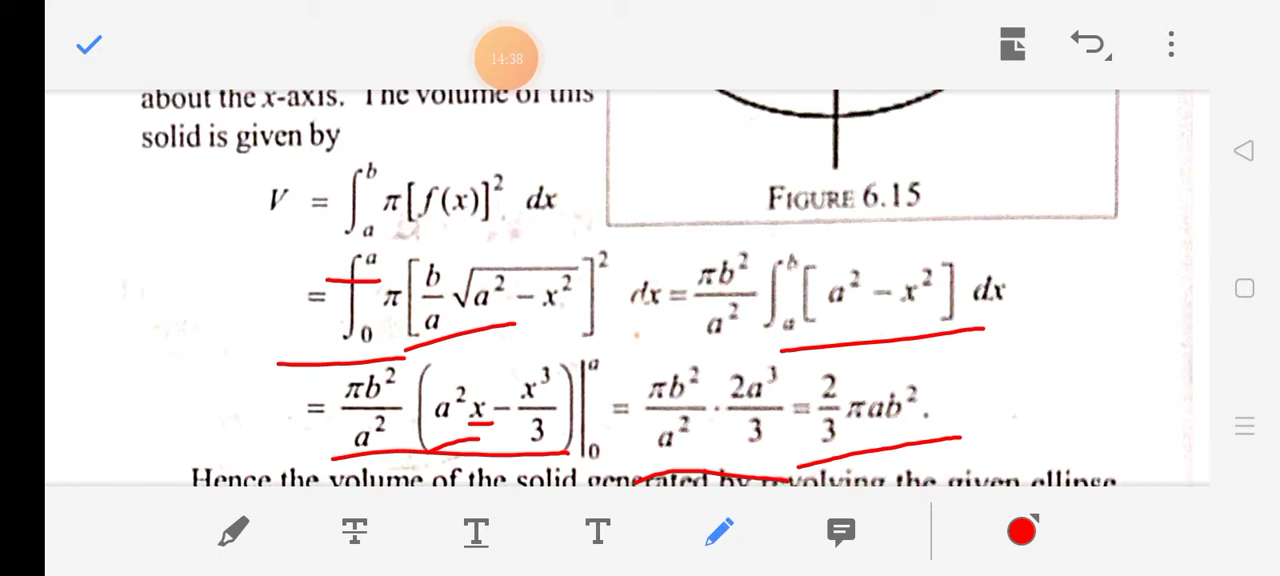 14:38
about the x-axis. The volume of this
solid is given by
V = ∫_a^b π[f(x)]² dx
FIGURE 6.15
= ∫_0^a π[b/a √(a² − x²)]² dx = πb²/a² ∫_a^b [a² − x²] dx
= πb²/a² (a²x − x³/3)|_0^a = πb²/a² · 2a³/3 = 2/3 πab².
Hence the volume of the solid generated by revolving the given ellipse
T T T